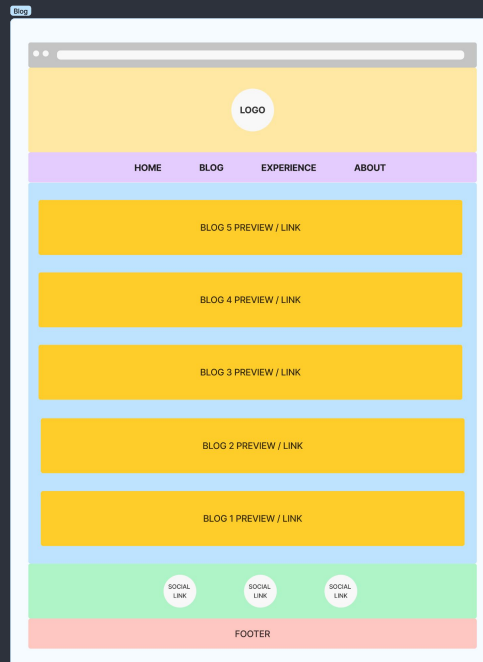 Blog
LOGO
HOME BLOG EXPERIENCE ABOUT
BLOG 5 PREVIEW / LINK
BLOG 4 PREVIEW / LINK
BLOG 3 PREVIEW / LINK
BLOG 2 PREVIEW / LINK
BLOG 1 PREVIEW / LINK
SOCIAL SOCIAL SOCIAL
LINK LINK LINK
FOOTER